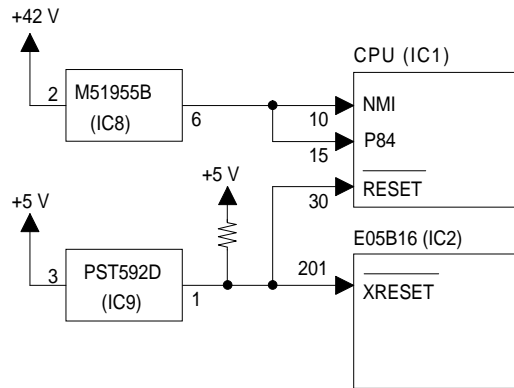 +42 V
CPU (IC1)
2
M51955B
(IC8)
6
10
NMI
15
P84
+5 V
30
RESET
+5 V
E05B16 (IC2)
3
PST592D
(IC9)
1
201
XRESET